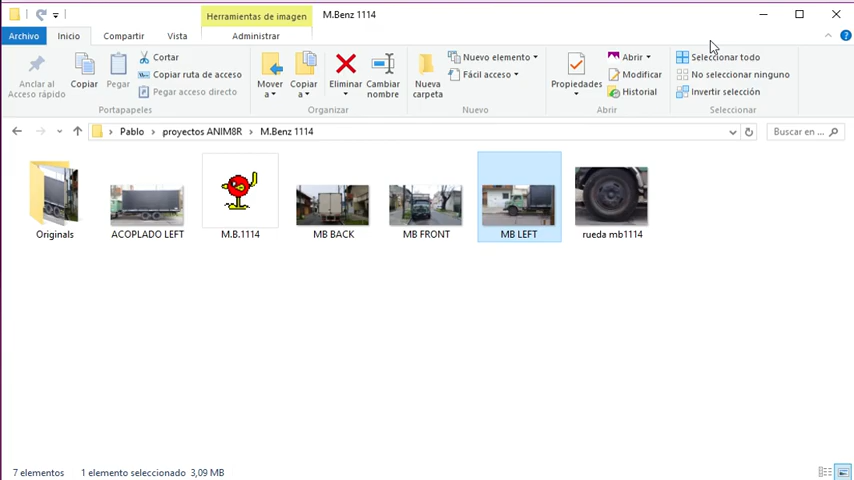 Herramientas de imagen
M.Benz 1114
Archivo
Inicio
Compartir
Vista
Administrar
Anclar al
Acceso rápido
Copiar
Pegar
Cortar
Copiar ruta de acceso
Pegar acceso directo
Portapapeles
Mover
a
Copiar
a
Eliminar
Cambiar
nombre
Organizar
Nueva
carpeta
Nuevo elemento
Fácil acceso
Nuevo
Propiedades
Abrir
Modificar
Historial
Abrir
Seleccionar todo
No seleccionar ninguno
Invertir selección
Seleccionar
Pablo
proyectos ANIM8R
M.Benz 1114
Buscar en ...
Originals
ACOPLADO LEFT
M.B.1114
MB BACK
MB FRONT
MB LEFT
rueda mb1114
7 elementos
1 elemento seleccionado 3,09 MB